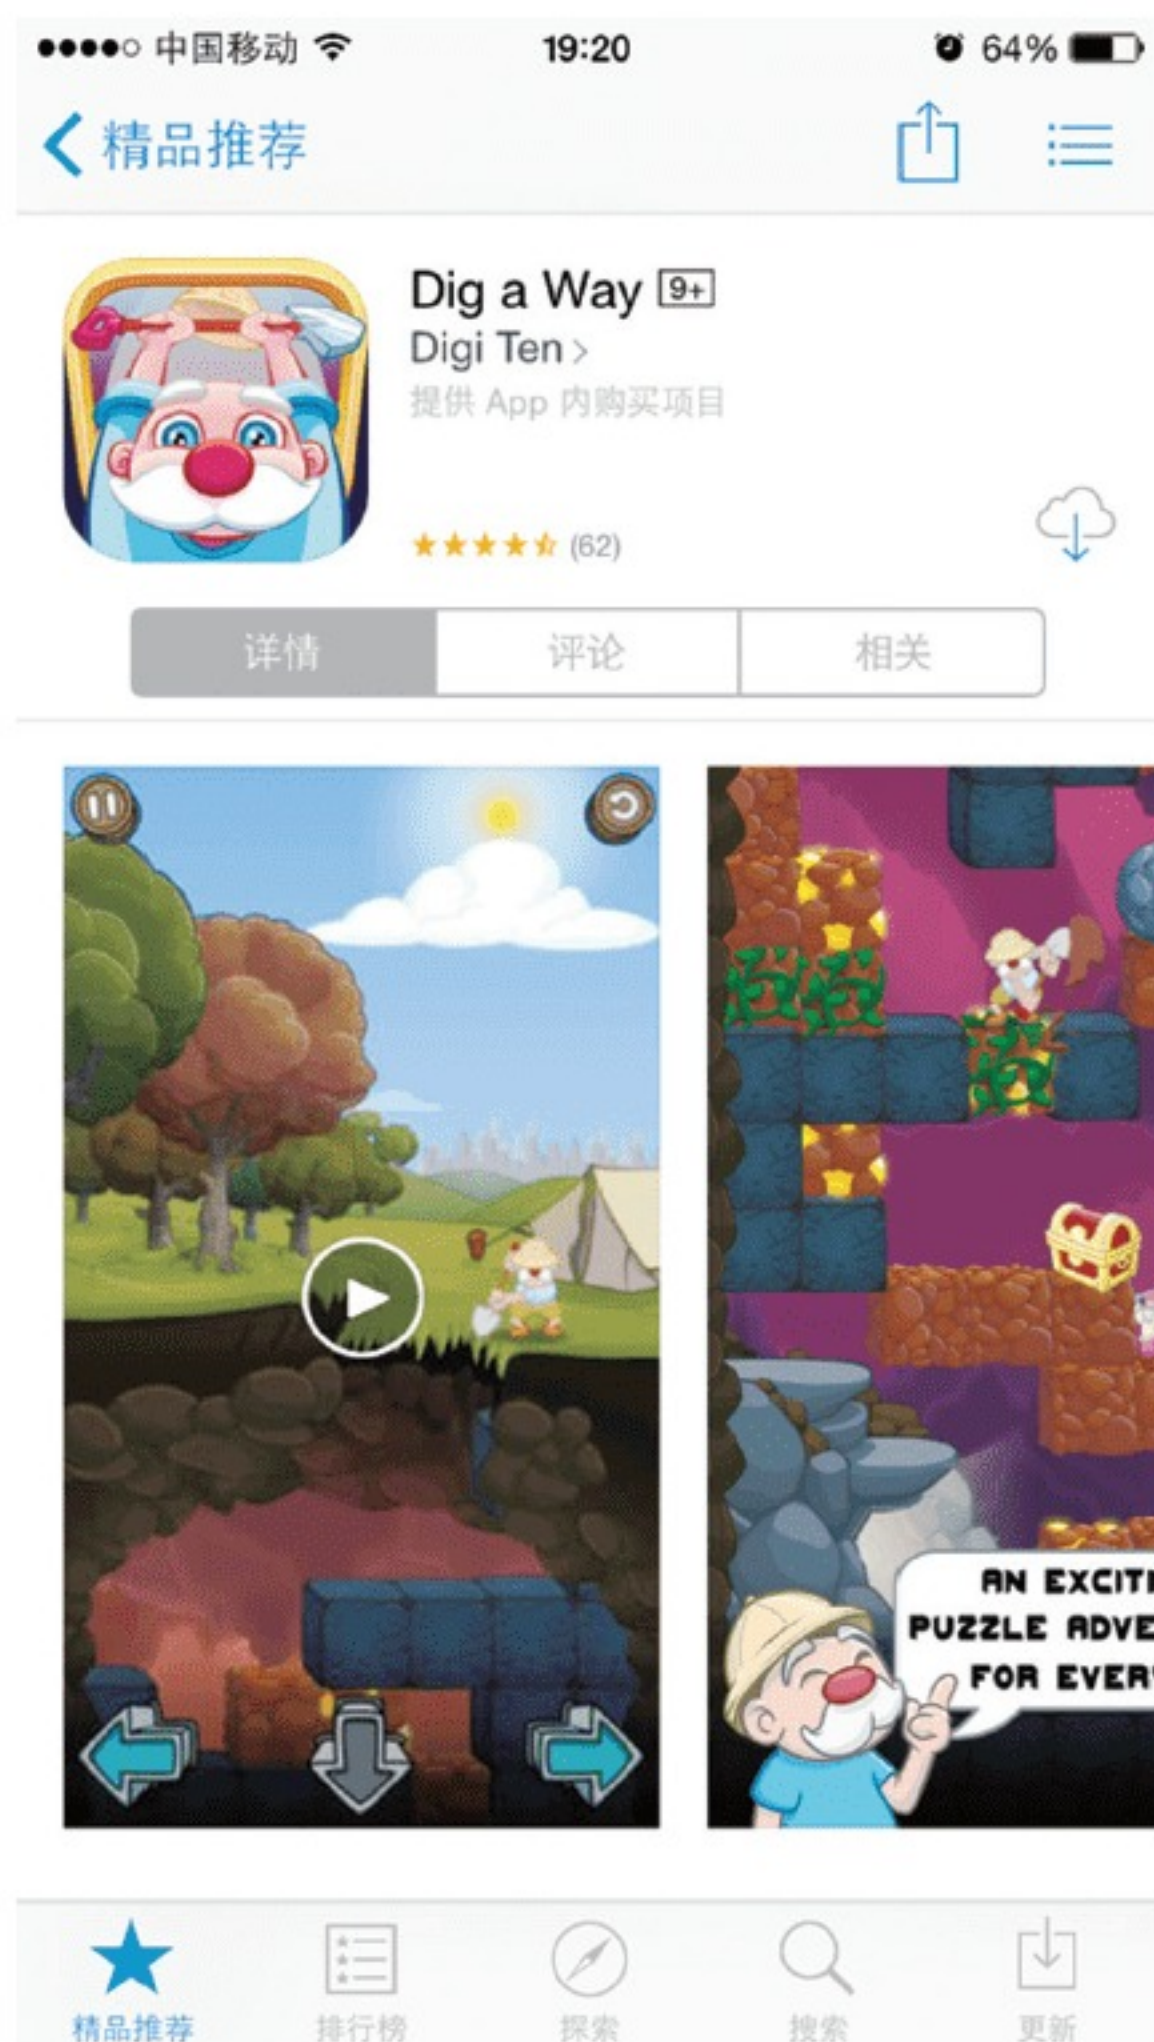 中国移动
19:20
64%
精品推荐
Dig a Way 9+
Digi Ten >
提供 App 内购买项目
(62)
详情
评论
相关
AN EXCIT
PUZZLE ADVE
FOR EVER
精品推荐
排行榜
探索
搜索
更新